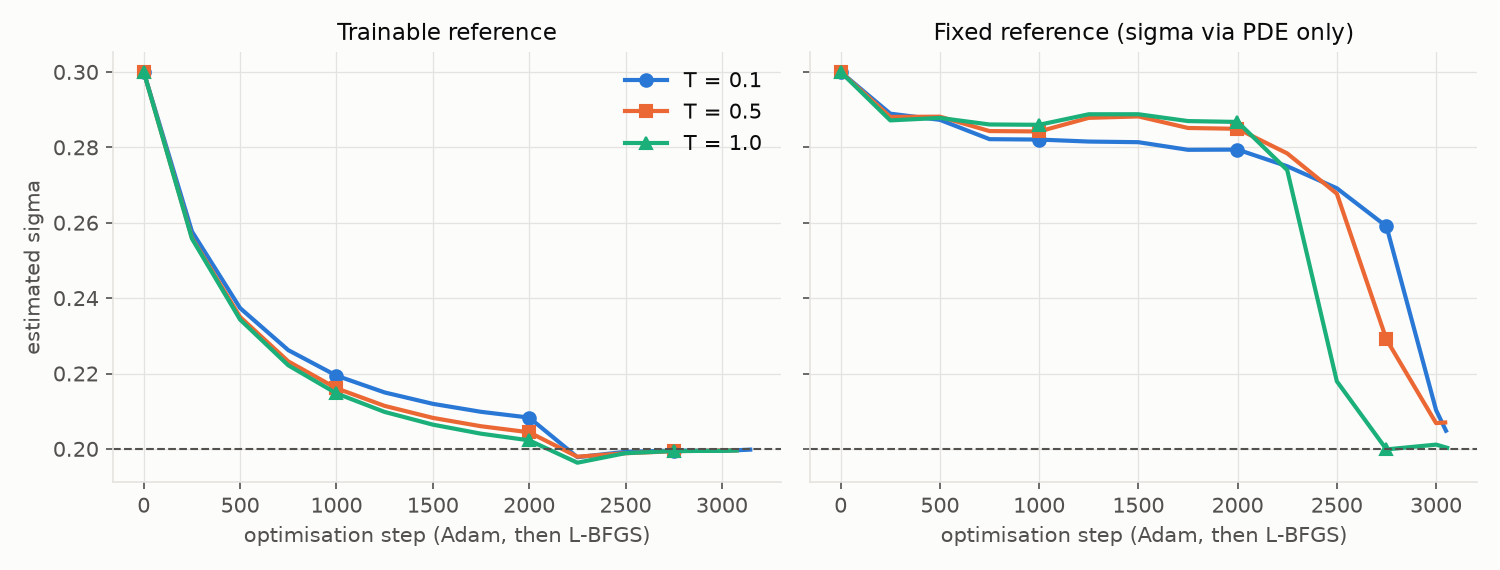 Trainable reference
T = 0.1
T = 0.5
T = 1.0
0.30
0.28
0.26
0.24
0.22
0.20
estimated sigma
0 500 1000 1500 2000 2500 3000
optimisation step (Adam, then L-BFGS)
Fixed reference (sigma via PDE only)
0 500 1000 1500 2000 2500 3000
optimisation step (Adam, then L-BFGS)